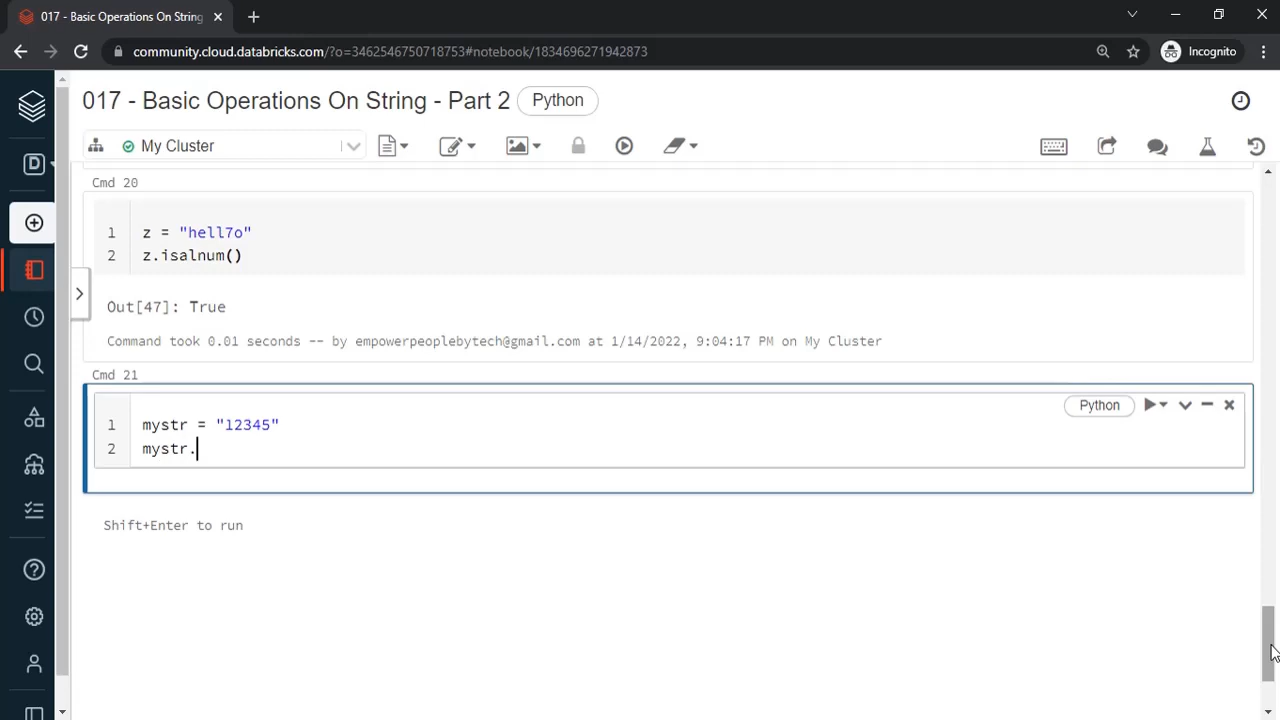 017 - Basic Operations On String
community.cloud.databricks.com/?o=3462546750718753#notebook/1834696271942873
Incognito
017 - Basic Operations On String - Part 2
Python
D
My Cluster
Cmd 20
1 z = "hell7o"
2 z.isalnum()
Out[47]: True
Command took 0.01 seconds -- by empowerpeoplebytech@gmail.com at 1/14/2022, 9:04:17 PM on My Cluster
Cmd 21
Python
1 mystr = "12345"
2 mystr.
Shift+Enter to run